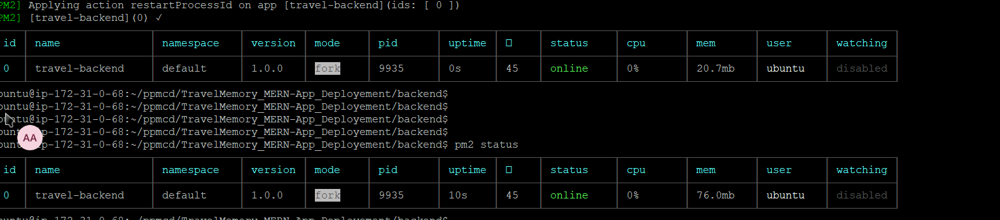 PM2] Applying action restartProcessId on app [travel-backend](ids: [ 0 ])
PM2] [travel-backend](0) ✓
id name namespace version mode pid uptime status cpu mem user watching
0 travel-backend default 1.0.0 fork 9935 0s 45 online 0% 20.7mb ubuntu disabled
buntu@ip-172-31-0-68:~/ppmcd/TravelMemory_MERN-App_Deployement/backend$
buntu@ip-172-31-0-68:~/ppmcd/TravelMemory_MERN-App_Deployement/backend$
buntu@ip-172-31-0-68:~/ppmcd/TravelMemory_MERN-App_Deployement/backend$
buntu@ip-172-31-0-68:~/ppmcd/TravelMemory_MERN-App_Deployement/backend$
AA
buntu@ip-172-31-0-68:~/ppmcd/TravelMemory_MERN-App_Deployement/backend$ pm2 status
id name namespace version mode pid uptime status cpu mem user watching
0 travel-backend default 1.0.0 fork 9935 10s 45 online 0% 76.0mb ubuntu disabled
buntu@ip-172-31-0-68:~/ppmcd/TravelMemory_MERN-App_Deployement/backend$